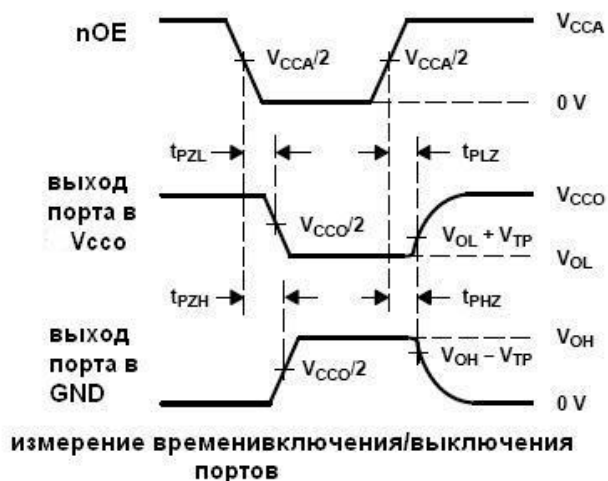 nOE
V_CCA/2
V_CCA/2
V_CCA
0 V
t_PZL
t_PLZ
выход
порта в
Vcco
V_CCO/2
V_CCO
V_OL + V_TP
V_OL
t_PZH
t_PHZ
выход
порта в
GND
V_CCO/2
V_OH
V_OH – V_TP
0 V
измерение временивключения/выключения
портов